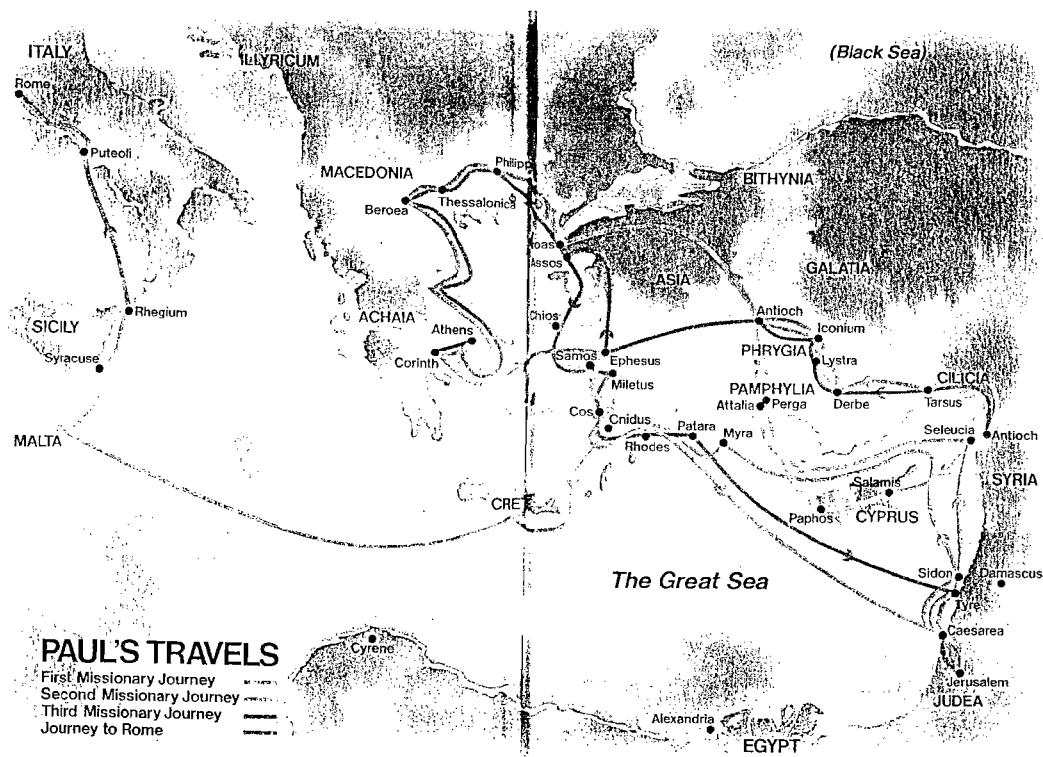 ITALY
ILLYRICUM
(Black Sea)
Rome
Puteoli
MACEDONIA
Philippi
BITHYNIA
Beroea
Thessalonica
oas
Assos
ASIA
GALATIA
Rhegium
SICILY
ACHAIA
Chios
Antioch
Iconium
Athens
Syracuse
Corinth
Samos
Ephesus
PHRYGIA
Lystra
Miletus
PAMPHYLIA
CILICIA
Attalia
Perga
Derbe
Tarsus
Cos
Cnidus
MALTA
Rhodes
Patara
Myra
Seleucia
Antioch
SYRIA
Salamis
CRETE
Paphos
CYPRUS
The Great Sea
Sidon
Damascus
Tyre
Caesarea
Cyrene
Jerusalem
JUDEA
Alexandria
EGYPT
PAUL'S TRAVELS
First Missionary Journey
Second Missionary Journey
Third Missionary Journey
Journey to Rome